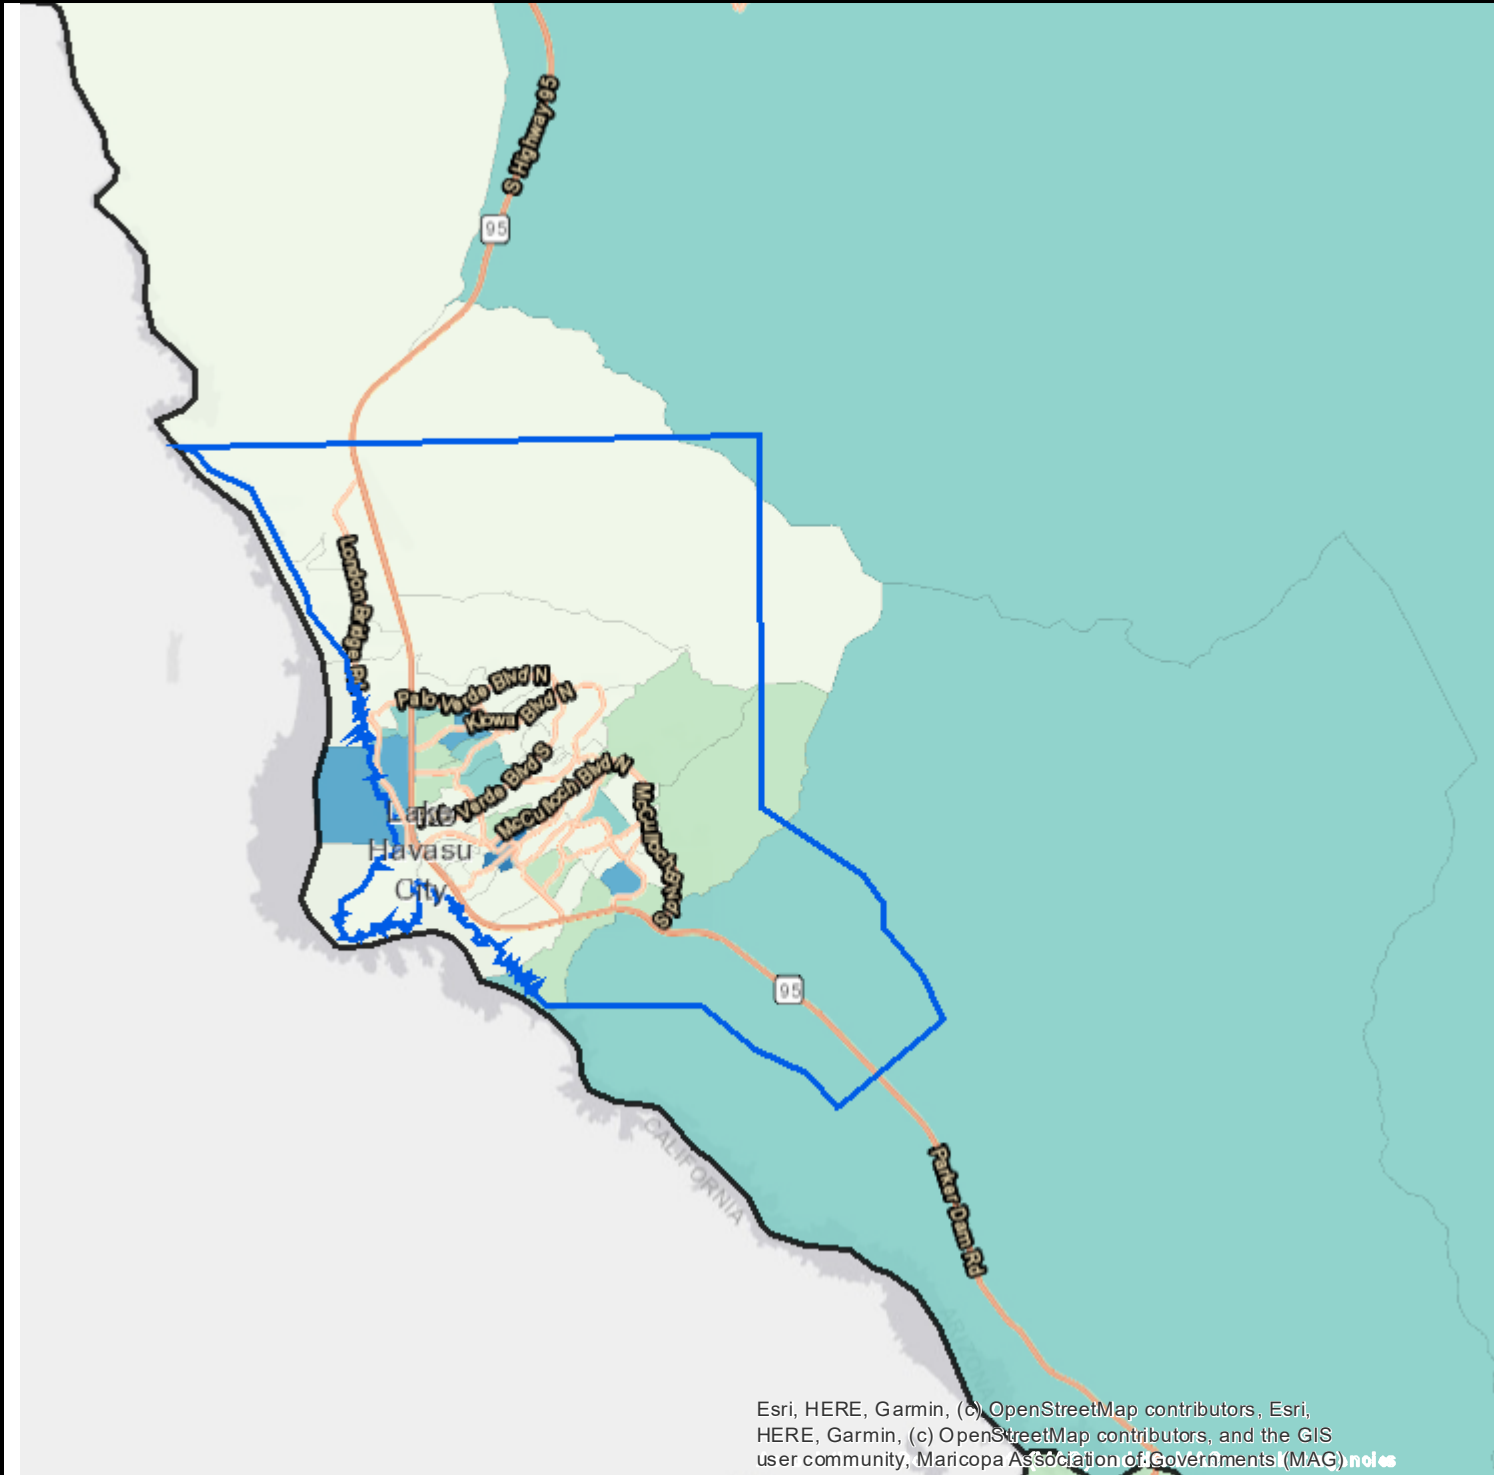 S Highway 95
95
London Bridge Rd
Palo Verde Blvd N
Kiowa Blvd N
Verde Blvd S
McCulloch Blvd N
McCulloch Blvd S
Lake
Havasu
City
95
CALIFORNIA
Parker Dam Rd
ARIZONA
Esri, HERE, Garmin, (c) OpenStreetMap contributors, Esri,
HERE, Garmin, (c) OpenStreetMap contributors, and the GIS
user community, Maricopa Association of Governments (MAG)